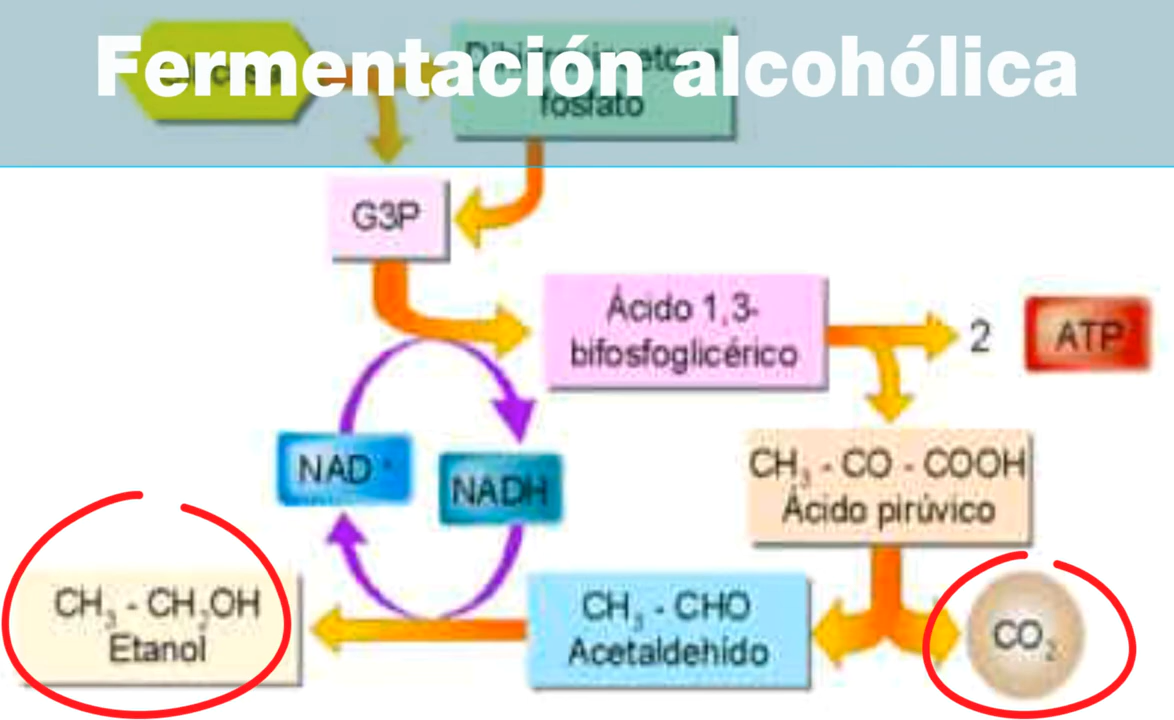 Fermentación alcohólica
fosfato
G3P
Ácido 1,3-
bifosfoglicérico
2
ATP
NAD⁺
NADH
CH₃ - CO - COOH
Ácido pirúvico
CH₃ - CH₂OH
Etanol
CH₃ - CHO
Acetaldehído
CO₂